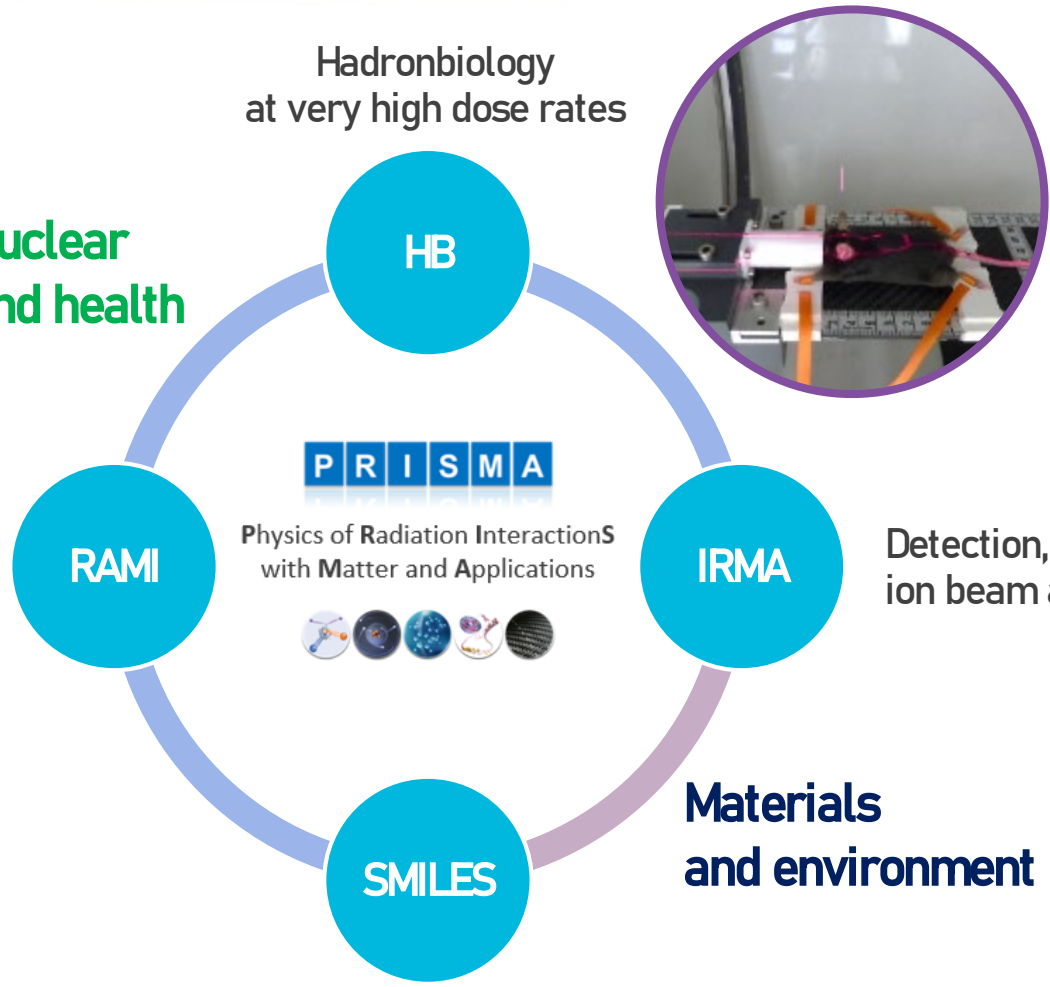 Hadronbiology
at very high dose rates
uclear
nd health
HB
PRISMA
Physics of Radiation InteractionS
with Matter and Applications
RAMI
IRMA
Detection,
ion beam a
Materials
and environment
SMILES